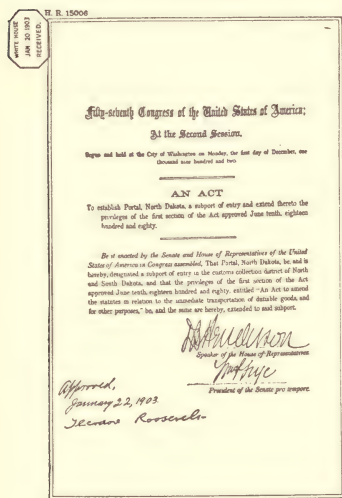 H. R. 15006
WHITE HOUSE
JAN 20 1903
RECEIVED.
Fifty-seventh Congress of the United States of America;
At the Second Session,
Begun and held at the City of Washington on Monday, the first day of December, one
thousand nine hundred and two.
AN ACT
To establish Portal, North Dakota, a subport of entry and extend thereto the
privileges of the first section of the Act approved June tenth, eighteen
hundred and eighty.
Be it enacted by the Senate and House of Representatives of the United
States of America in Congress assembled, That Portal, North Dakota, be, and is
hereby, designated a subport of entry in the customs collection district of North
and South Dakota, and that the privileges of the first section of the Act
approved June tenth, eighteen hundred and eighty, entitled "An Act to amend
the statutes in relation to the immediate transportation of dutiable goods, and
for other purposes," be, and the same are hereby, extended to said subport.
D B Henderson
Speaker of the House of Representatives.
Wm P Frye
President of the Senate pro tempore.
Approved,
January 22, 1903
Theodore Roosevelt